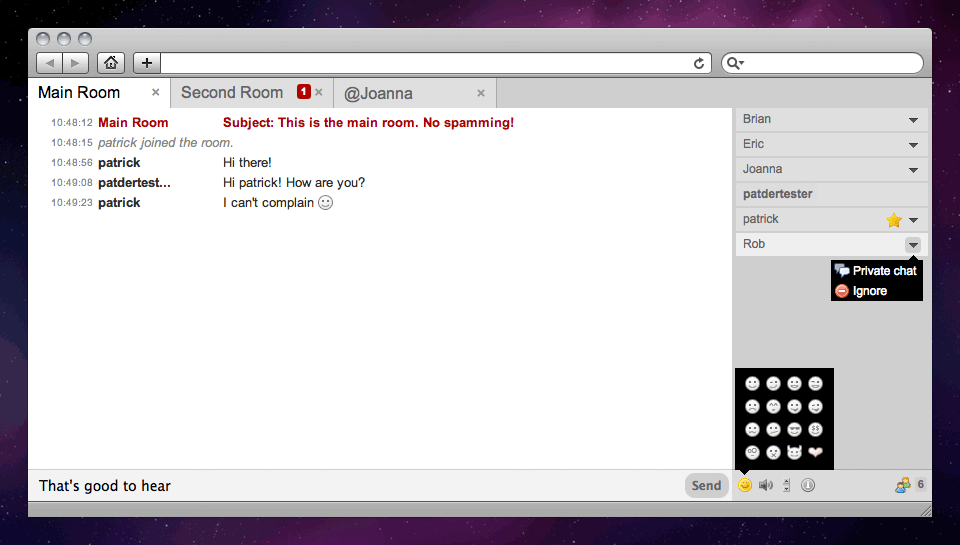 Main Room × Second Room 1 × @Joanna ×
10:48:12 Main Room Subject: This is the main room. No spamming!
10:48:15 patrick joined the room.
10:48:56 patrick Hi there!
10:49:08 patdertest... Hi patrick! How are you?
10:49:23 patrick I can't complain
Brian
Eric
Joanna
patdertester
patrick
Rob
Private chat
Ignore
$$
That's good to hear Send 6